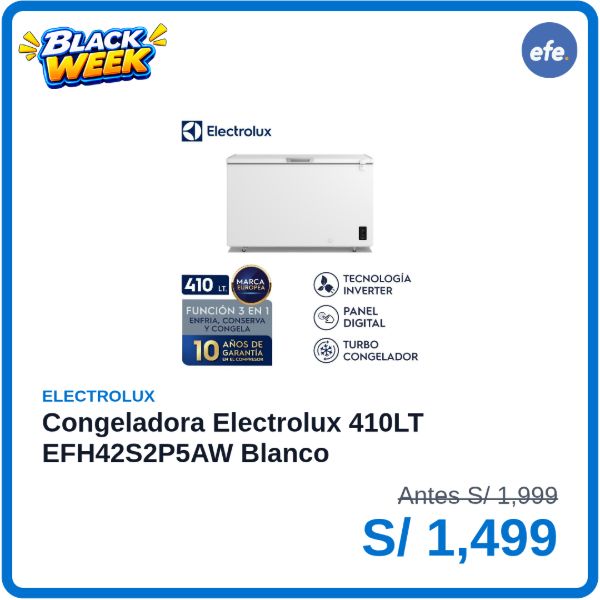 BLACK
WEEK
efe.
Electrolux
410 LT.
MARCA
EUROPEA
FUNCIÓN 3 EN 1
ENFRIA, CONSERVA
Y CONGELA
10 AÑOS DE
GARANTÍA
EN EL COMPRESOR
TECNOLOGÍA
INVERTER
PANEL
DIGITAL
TURBO
CONGELADOR
ELECTROLUX
Congeladora Electrolux 410LT
EFH42S2P5AW Blanco
Antes S/ 1,999
S/ 1,499